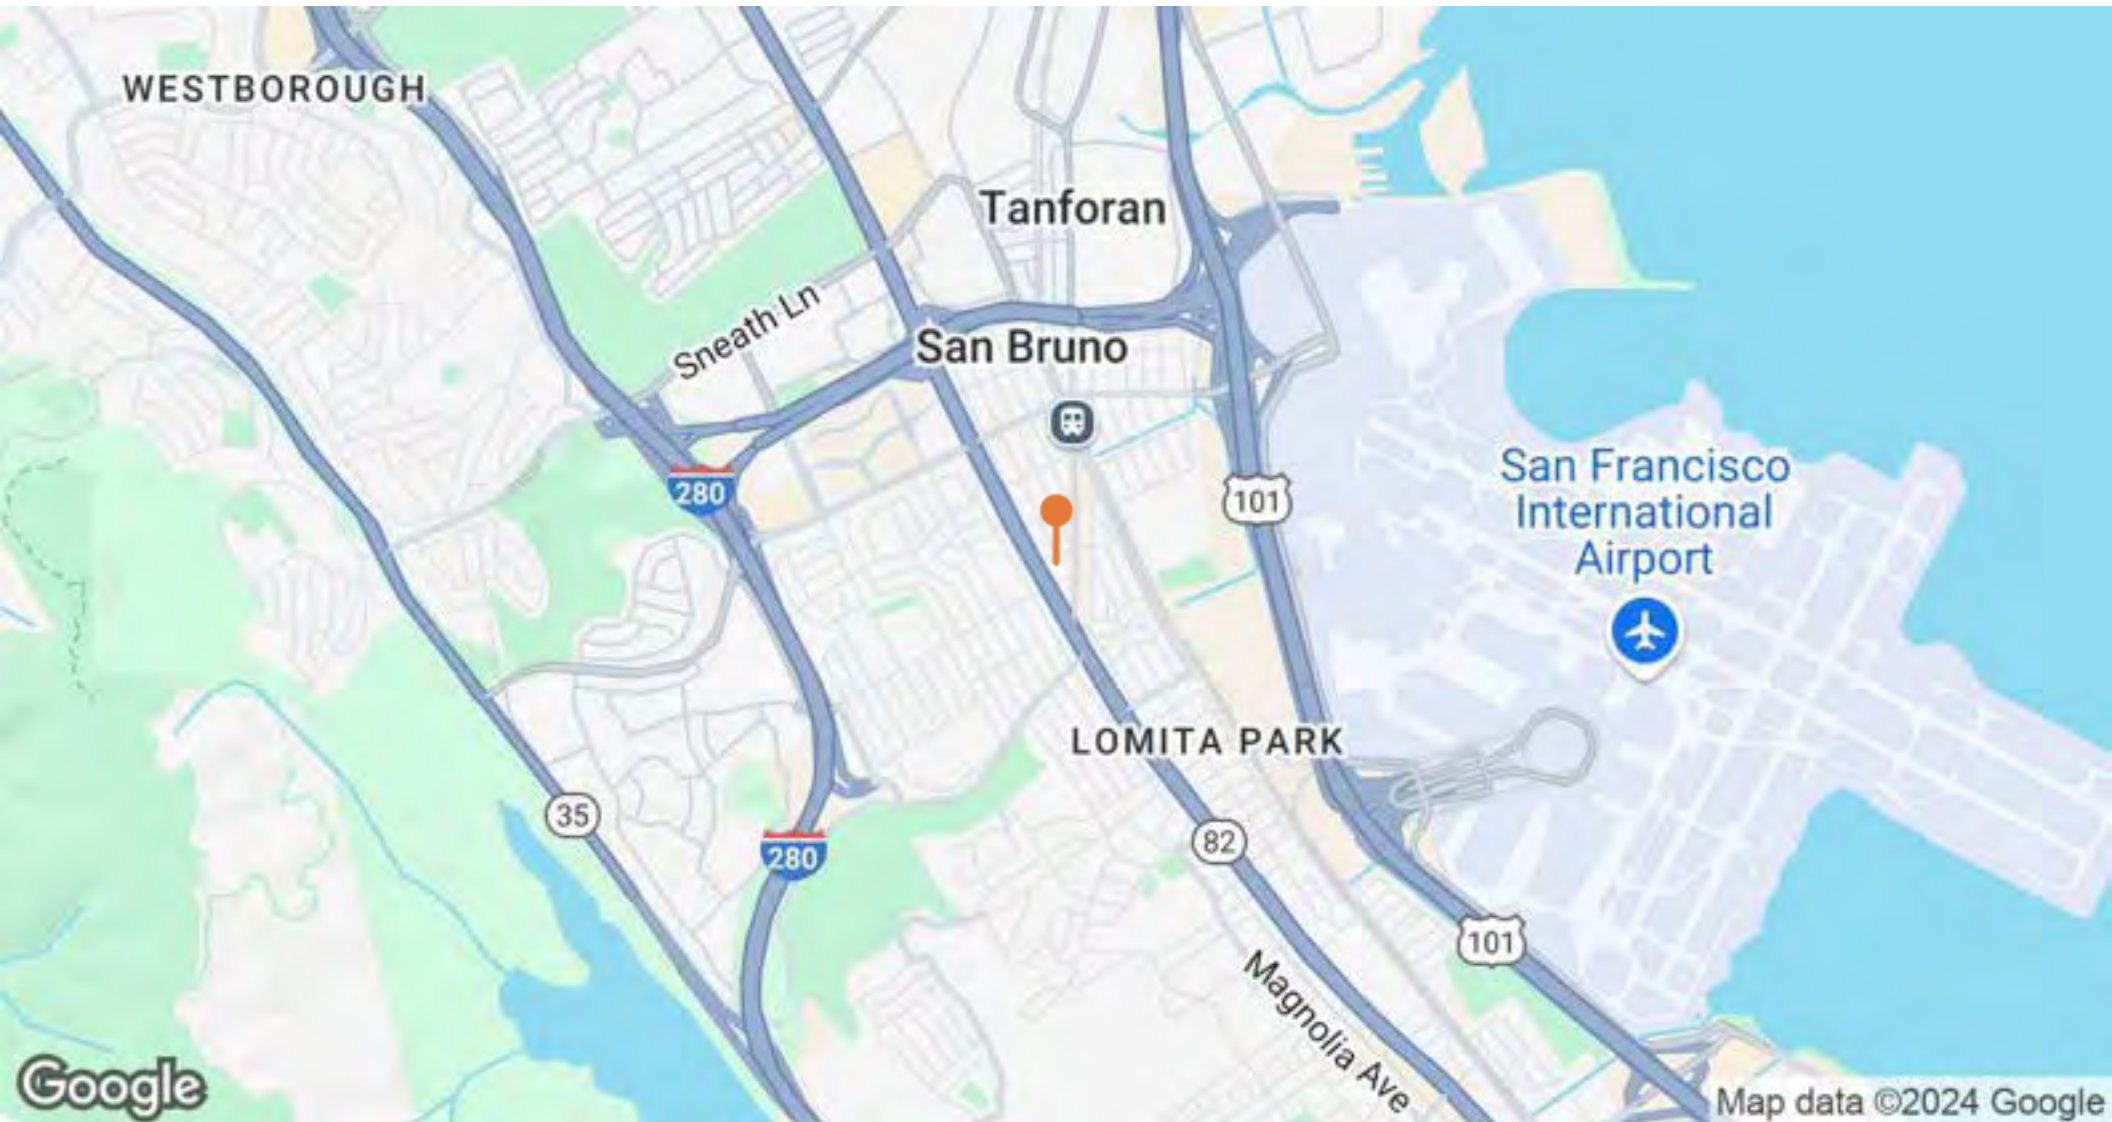 WESTBOROUGH
Tanforan
Sneath Ln
San Bruno
280
101
San Francisco
International
Airport
LOMITA PARK
35
82
280
101
Magnolia Ave
Google
Map data ©2024 Google